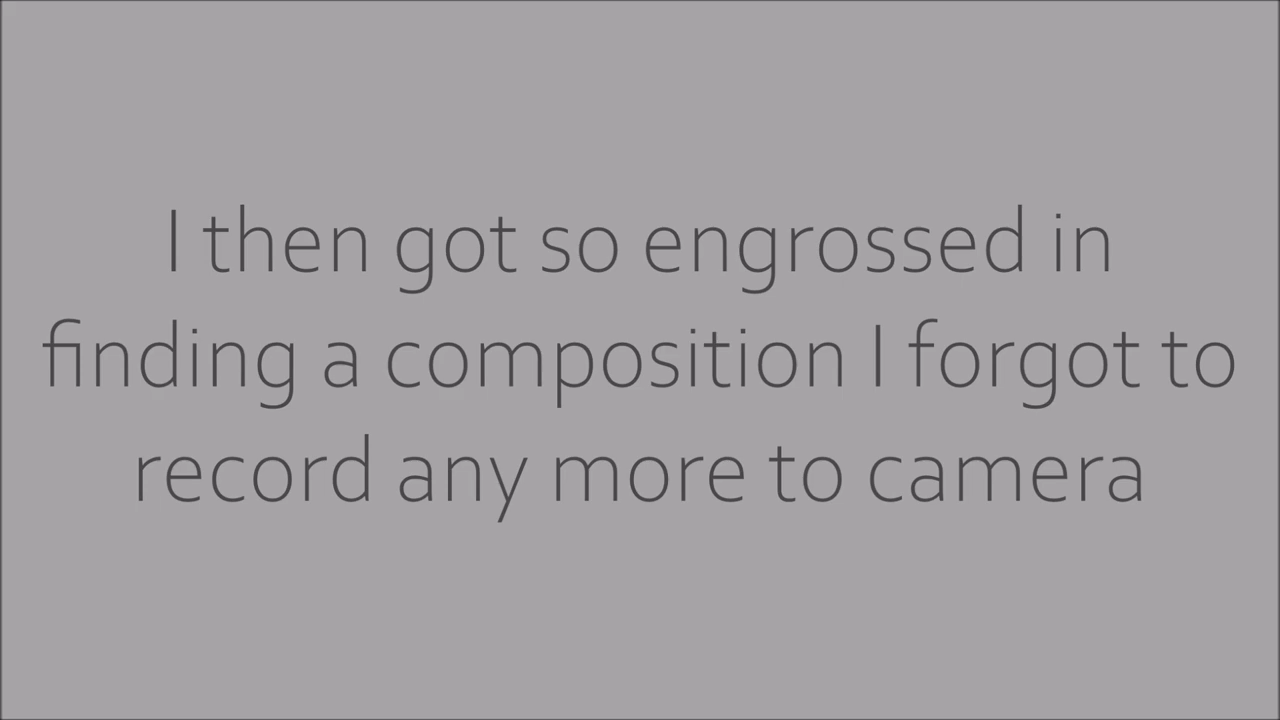 I then got so engrossed in
finding a composition I forgot to
record any more to camera